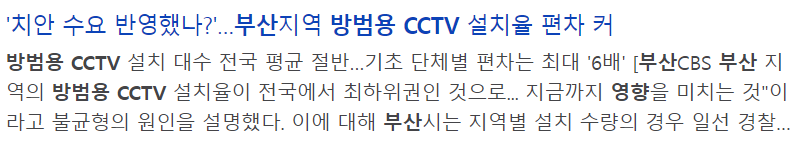 '치안 수요 반영했나?'...부산지역 방범용 CCTV 설치율 편차 커
방범용 CCTV 설치 대수 전국 평균 절반...기초 단체별 편차는 최대 '6배' [부산CBS 부산 지
역의 방범용 CCTV 설치율이 전국에서 최하위권인 것으로... 지금까지 영향을 미치는 것"이
라고 불균형의 원인을 설명했다. 이에 대해 부산시는 지역별 설치 수량의 경우 일선 경찰...